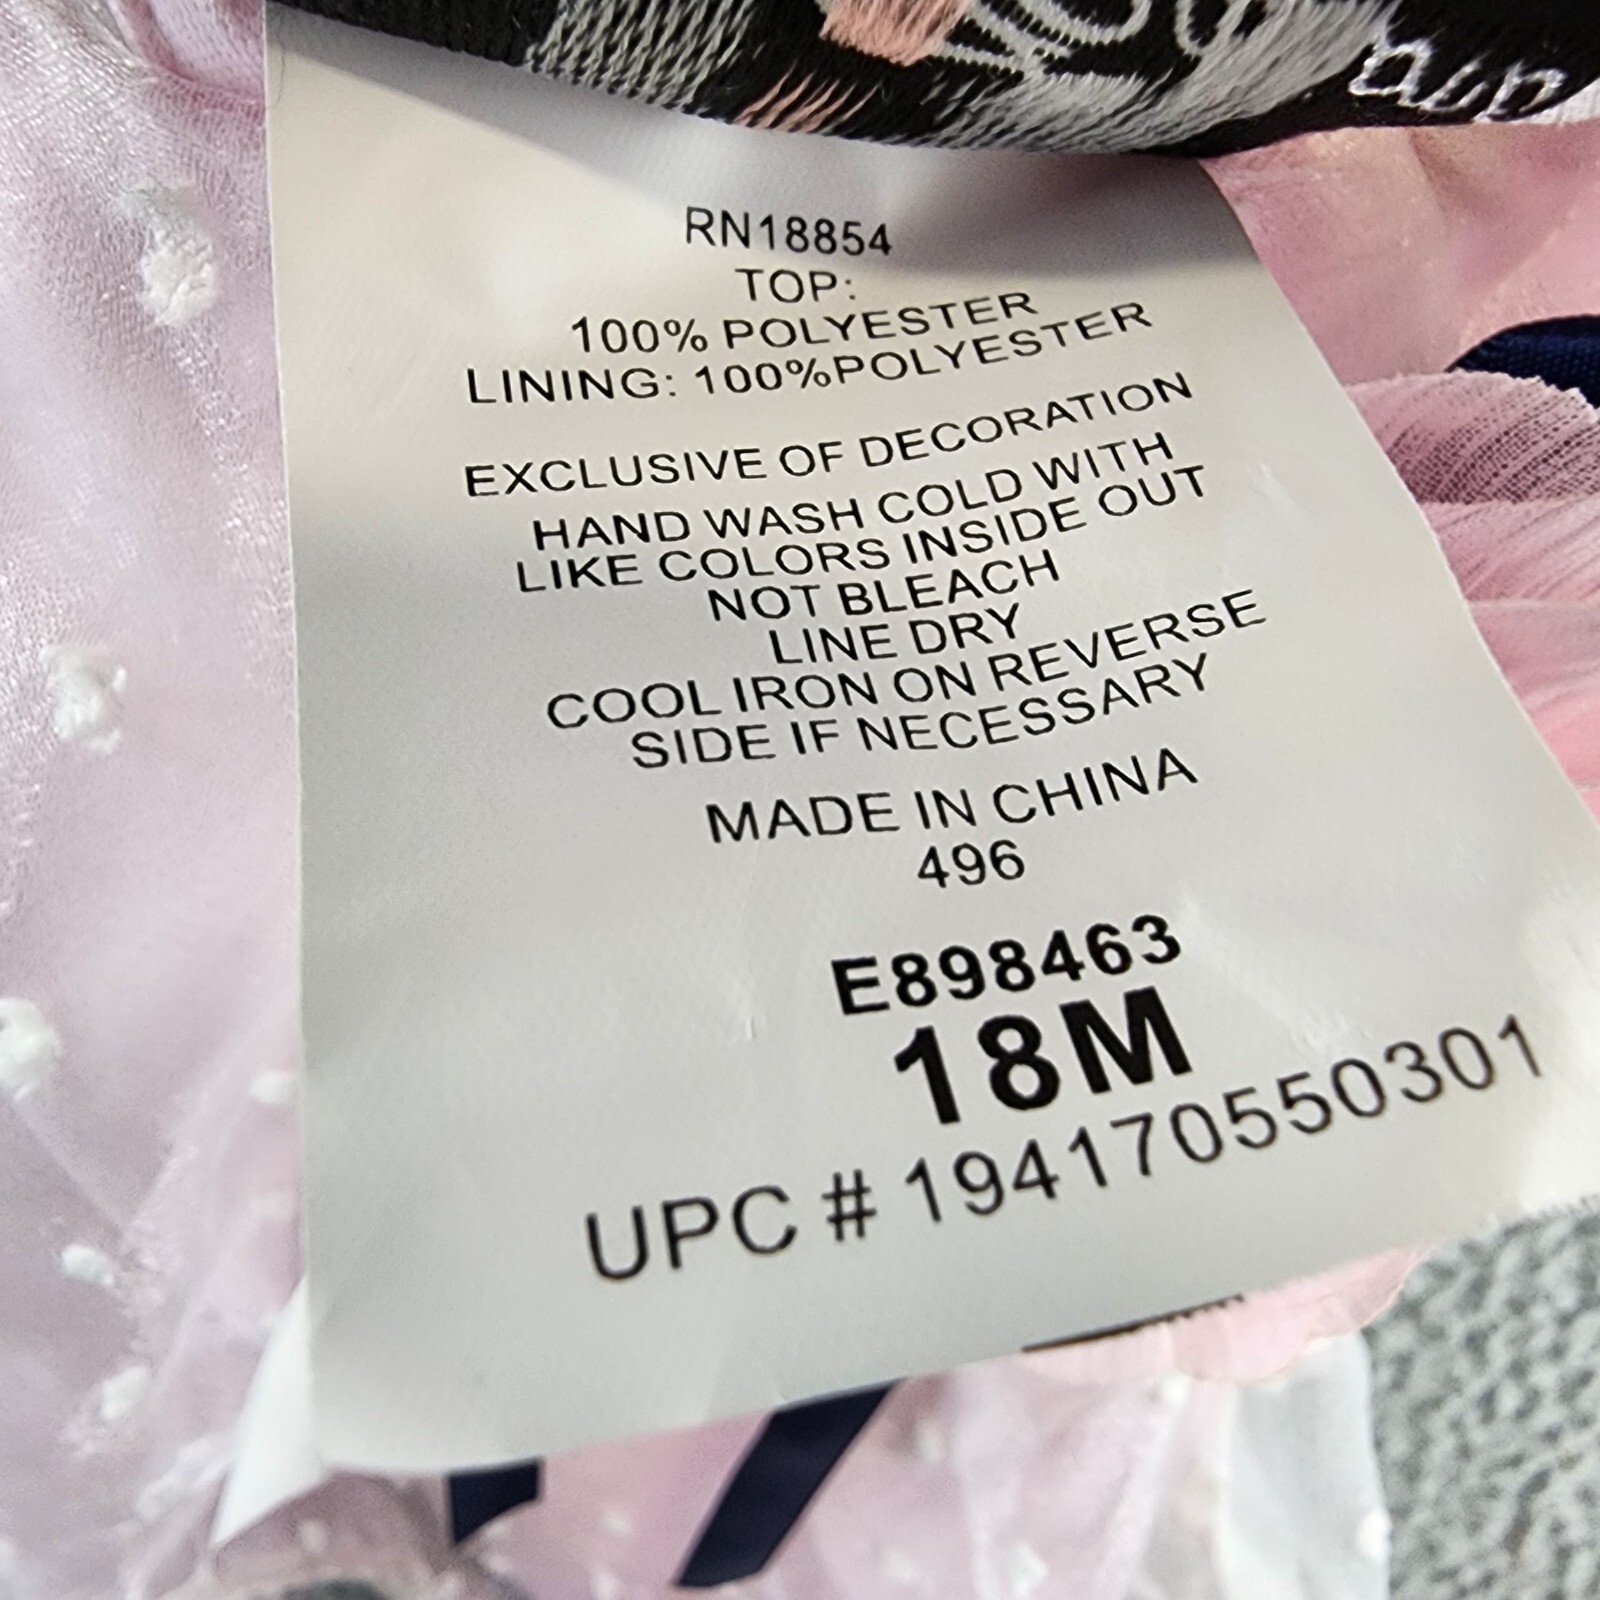 RN18854
TOP:
100% POLYESTER
LINING: 100%POLYESTER
EXCLUSIVE OF DECORATION
HAND WASH COLD WITH
LIKE COLORS INSIDE OUT
NOT BLEACH
LINE DRY
COOL IRON ON REVERSE
SIDE IF NECESSARY
MADE IN CHINA
496
E898463
18M
UPC # 194170550301